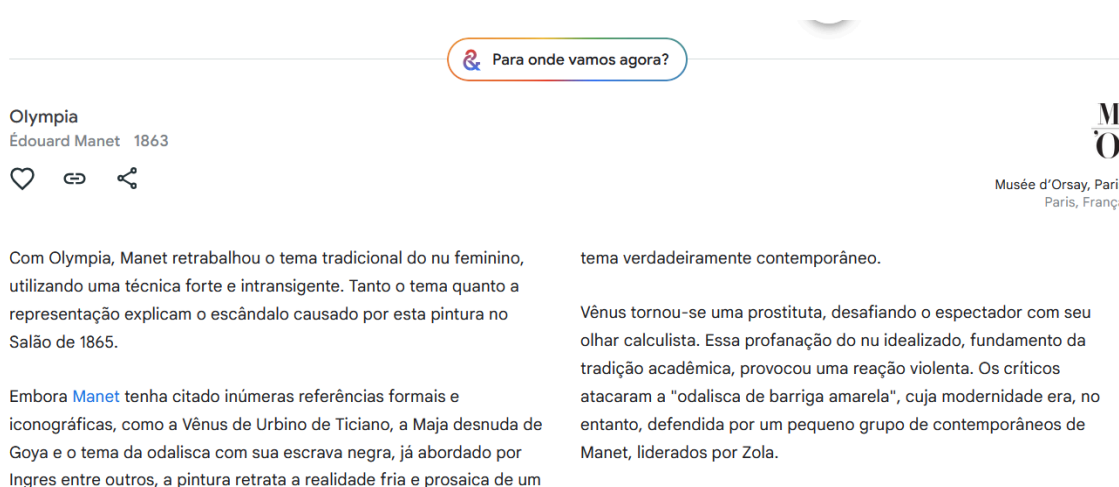 Para onde vamos agora?
Olympia
Édouard Manet 1863
M
'O
Musée d'Orsay, Pari
Paris, Franç
Com Olympia, Manet retrabalhou o tema tradicional do nu feminino,
utilizando uma técnica forte e intransigente. Tanto o tema quanto a
representação explicam o escândalo causado por esta pintura no
Salão de 1865.
Embora Manet tenha citado inúmeras referências formais e
iconográficas, como a Vênus de Urbino de Ticiano, a Maja desnuda de
Goya e o tema da odalisca com sua escrava negra, já abordado por
Ingres entre outros, a pintura retrata a realidade fria e prosaica de um
tema verdadeiramente contemporâneo.
Vênus tornou-se uma prostituta, desafiando o espectador com seu
olhar calculista. Essa profanação do nu idealizado, fundamento da
tradição acadêmica, provocou uma reação violenta. Os críticos
atacaram a "odalisca de barriga amarela", cuja modernidade era, no
entanto, defendida por um pequeno grupo de contemporâneos de
Manet, liderados por Zola.